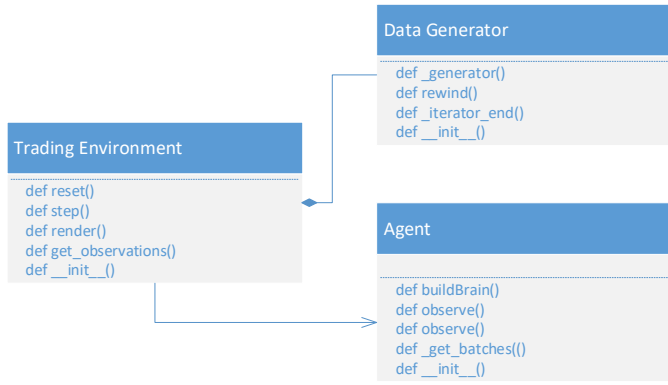 Data Generator
def _generator()
def rewind()
def _iterator_end()
def __init__()
Trading Environment
def reset()
def step()
def render()
def get_observations()
def __init__()
Agent
def buildBrain()
def observe()
def observe()
def _get_batches(()
def __init__()